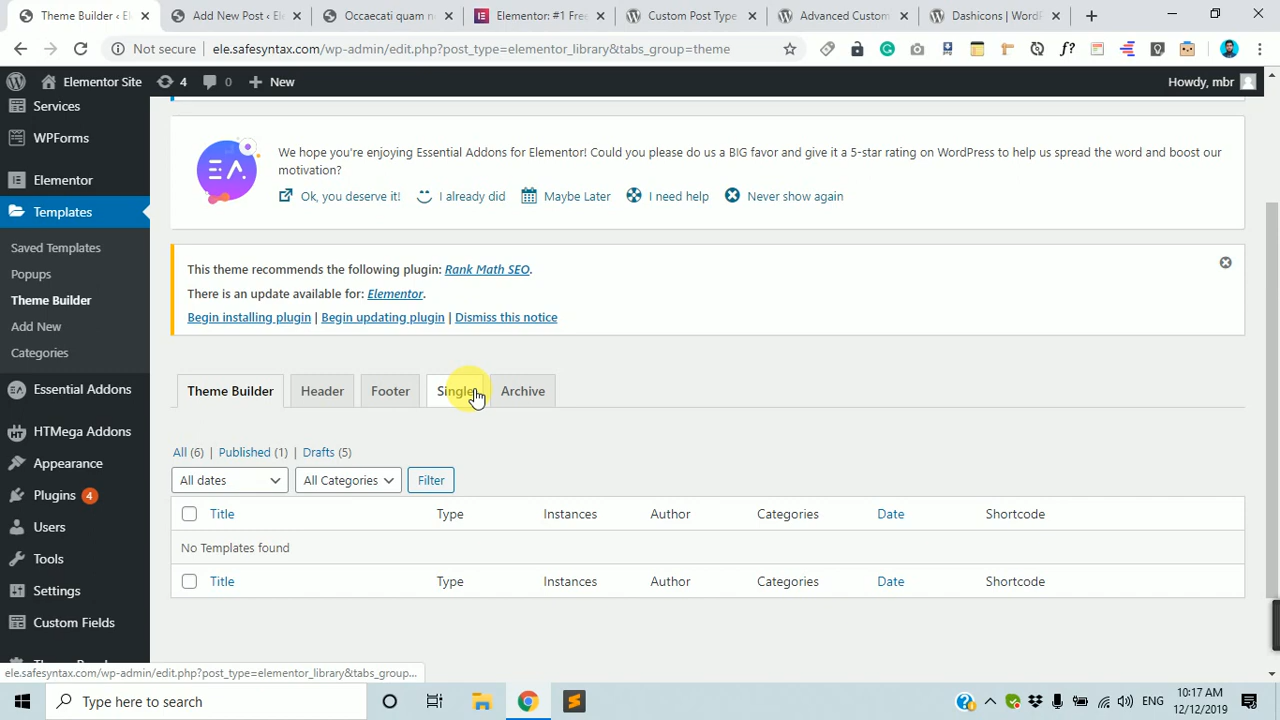 Theme Builder ‹ E
Add New Post ‹ Ele
Occaecati quam n
Elementor: #1 Free
Custom Post Type
Advanced Custom
Dashicons | Word
Not secure
ele.safesyntax.com/wp-admin/edit.php?post_type=elementor_library&tabs_group=theme
Elementor Site 4 0 New Howdy, mbr
Services
WPForms
Elementor
Templates
Saved Templates
Popups
Theme Builder
Add New
Categories
Essential Addons
HTMega Addons
Appearance
Plugins 4
Users
Tools
Settings
Custom Fields
EA
We hope you're enjoying Essential Addons for Elementor! Could you please do us a BIG favor and give it a 5-star rating on WordPress to help us spread the word and boost our
motivation?
Ok, you deserve it! I already did Maybe Later I need help Never show again
This theme recommends the following plugin: Rank Math SEO.
There is an update available for: Elementor.
Begin installing plugin | Begin updating plugin | Dismiss this notice
Theme Builder Header Footer Single Archive
All (6) | Published (1) | Drafts (5)
All dates All Categories Filter
Title Type Instances Author Categories Date Shortcode
No Templates found
Title Type Instances Author Categories Date Shortcode
ele.safesyntax.com/wp-admin/edit.php?post_type=elementor_library&tabs_group...
Type here to search
ENG
10:17 AM
12/12/2019